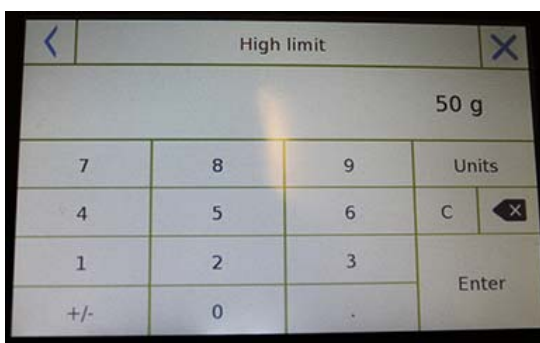 High limit
50 g
7 8 9 Units
4 5 6 C
1 2 3
Enter
+/- 0 .